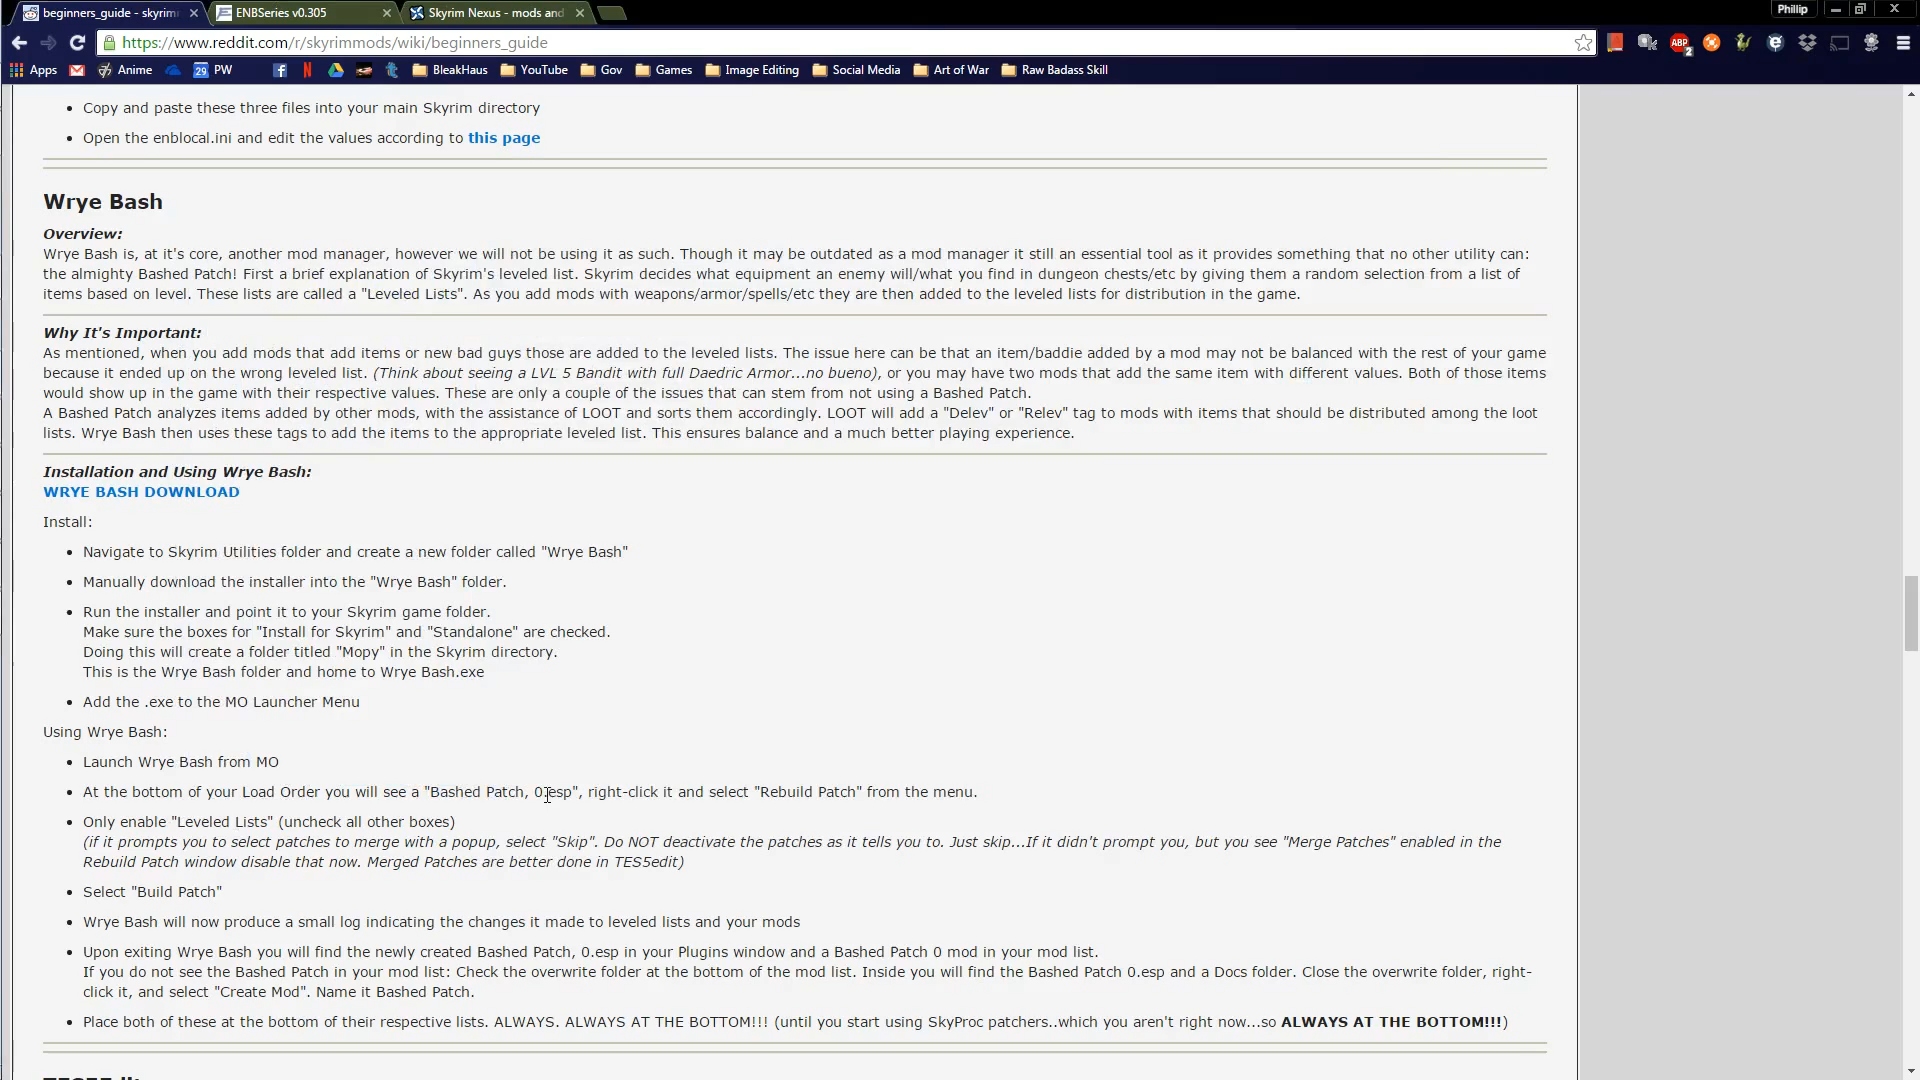 beginners_guide - skyrim
ENBSeries v0.305
Skyrim Nexus - mods and
Phillip
https://www.reddit.com/r/skyrimmods/wiki/beginners_guide
ABP
2
Apps
Anime
29
PW
BleakHaus
YouTube
Gov
Games
Image Editing
Social Media
Art of War
Raw Badass Skill
• Copy and paste these three files into your main Skyrim directory
• Open the enblocal.ini and edit the values according to this page
Wrye Bash
Overview:
Wrye Bash is, at it's core, another mod manager, however we will not be using it as such. Though it may be outdated as a mod manager it still an essential tool as it provides something that no other utility can:
the almighty Bashed Patch! First a brief explanation of Skyrim's leveled list. Skyrim decides what equipment an enemy will/what you find in dungeon chests/etc by giving them a random selection from a list of
items based on level. These lists are called a "Leveled Lists". As you add mods with weapons/armor/spells/etc they are then added to the leveled lists for distribution in the game.
Why It's Important:
As mentioned, when you add mods that add items or new bad guys those are added to the leveled lists. The issue here can be that an item/baddie added by a mod may not be balanced with the rest of your game
because it ended up on the wrong leveled list. (Think about seeing a LVL 5 Bandit with full Daedric Armor...no bueno), or you may have two mods that add the same item with different values. Both of those items
would show up in the game with their respective values. These are only a couple of the issues that can stem from not using a Bashed Patch.
A Bashed Patch analyzes items added by other mods, with the assistance of LOOT and sorts them accordingly. LOOT will add a "Delev" or "Relev" tag to mods with items that should be distributed among the loot
lists. Wrye Bash then uses these tags to add the items to the appropriate leveled list. This ensures balance and a much better playing experience.
Installation and Using Wrye Bash:
WRYE BASH DOWNLOAD
Install:
• Navigate to Skyrim Utilities folder and create a new folder called "Wrye Bash"
• Manually download the installer into the "Wrye Bash" folder.
• Run the installer and point it to your Skyrim game folder.
Make sure the boxes for "Install for Skyrim" and "Standalone" are checked.
Doing this will create a folder titled "Mopy" in the Skyrim directory.
This is the Wrye Bash folder and home to Wrye Bash.exe
• Add the .exe to the MO Launcher Menu
Using Wrye Bash:
• Launch Wrye Bash from MO
• At the bottom of your Load Order you will see a "Bashed Patch, 0.esp", right-click it and select "Rebuild Patch" from the menu.
• Only enable "Leveled Lists" (uncheck all other boxes)
(if it prompts you to select patches to merge with a popup, select "Skip". Do NOT deactivate the patches as it tells you to. Just skip...If it didn't prompt you, but you see "Merge Patches" enabled in the
Rebuild Patch window disable that now. Merged Patches are better done in TES5edit)
• Select "Build Patch"
• Wrye Bash will now produce a small log indicating the changes it made to leveled lists and your mods
• Upon exiting Wrye Bash you will find the newly created Bashed Patch, 0.esp in your Plugins window and a Bashed Patch 0 mod in your mod list.
If you do not see the Bashed Patch in your mod list: Check the overwrite folder at the bottom of the mod list. Inside you will find the Bashed Patch 0.esp and a Docs folder. Close the overwrite folder, right-
click it, and select "Create Mod". Name it Bashed Patch.
• Place both of these at the bottom of their respective lists. ALWAYS. ALWAYS AT THE BOTTOM!!! (until you start using SkyProc patchers..which you aren't right now...so ALWAYS AT THE BOTTOM!!!)